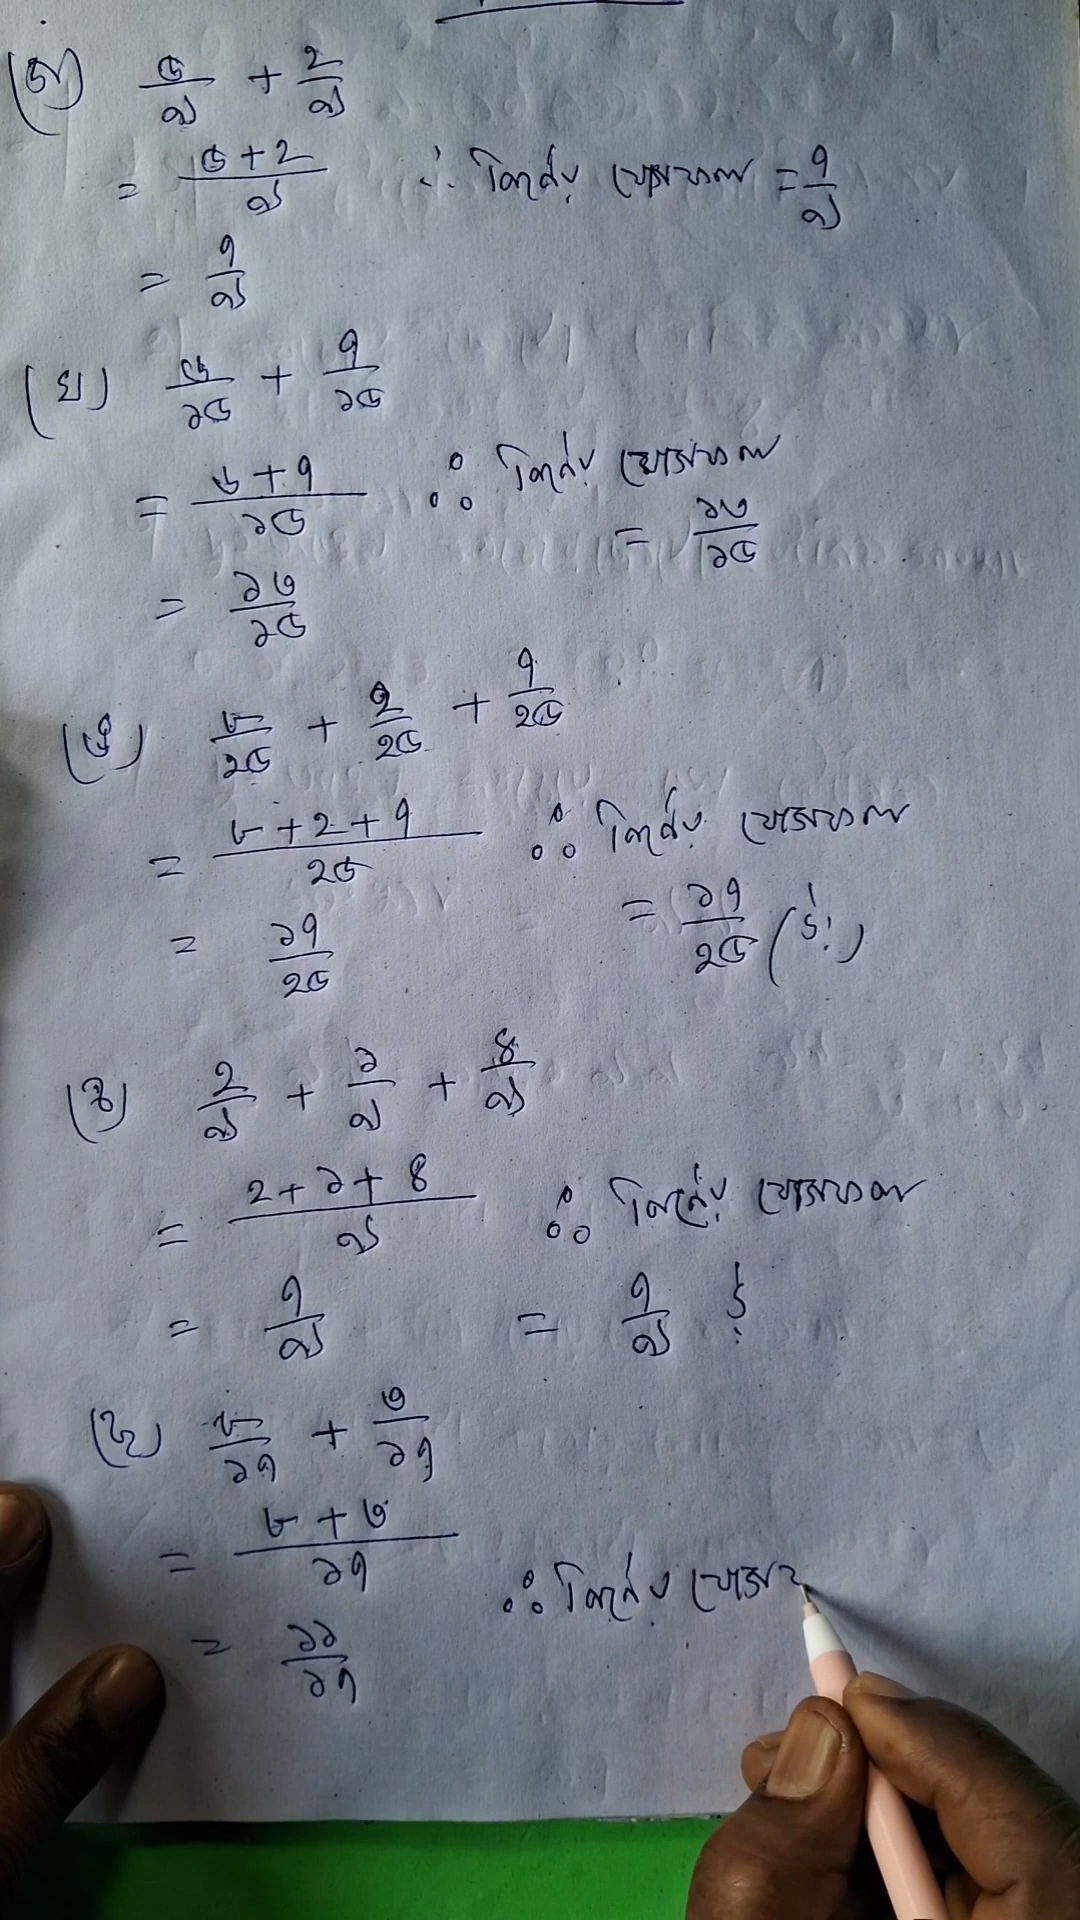 (গ) ৫/৯ + ২/৯
= ৫+২/৯ ∴ নির্ণেয় যোগফল = ৭/৯
= ৭/৯
(ঘ) ৬/১৫ + ৭/১৫
= ৬+৭/১৫ ∴ নির্ণেয় যোগফল
= ১৩/১৫
= ১৩/১৫
(ঙ) ৮/২৫ + ২/২৫ + ৭/২৫
= ৮+২+৭/২৫ ∴ নির্ণেয় যোগফল
= ১৭/২৫ = ১৭/২৫ (উ:)
(চ) ২/৯ + ১/৯ + ৪/৯
= ২+১+৪/৯ ∴ নির্ণেয় যোগফল
= ৭/৯ = ৭/৯ উ:
(ছ) ৮/১৭ + ৩/১৭
= ৮+৩/১৭
∴ নির্ণেয় যোগফ
= ১১/১৭